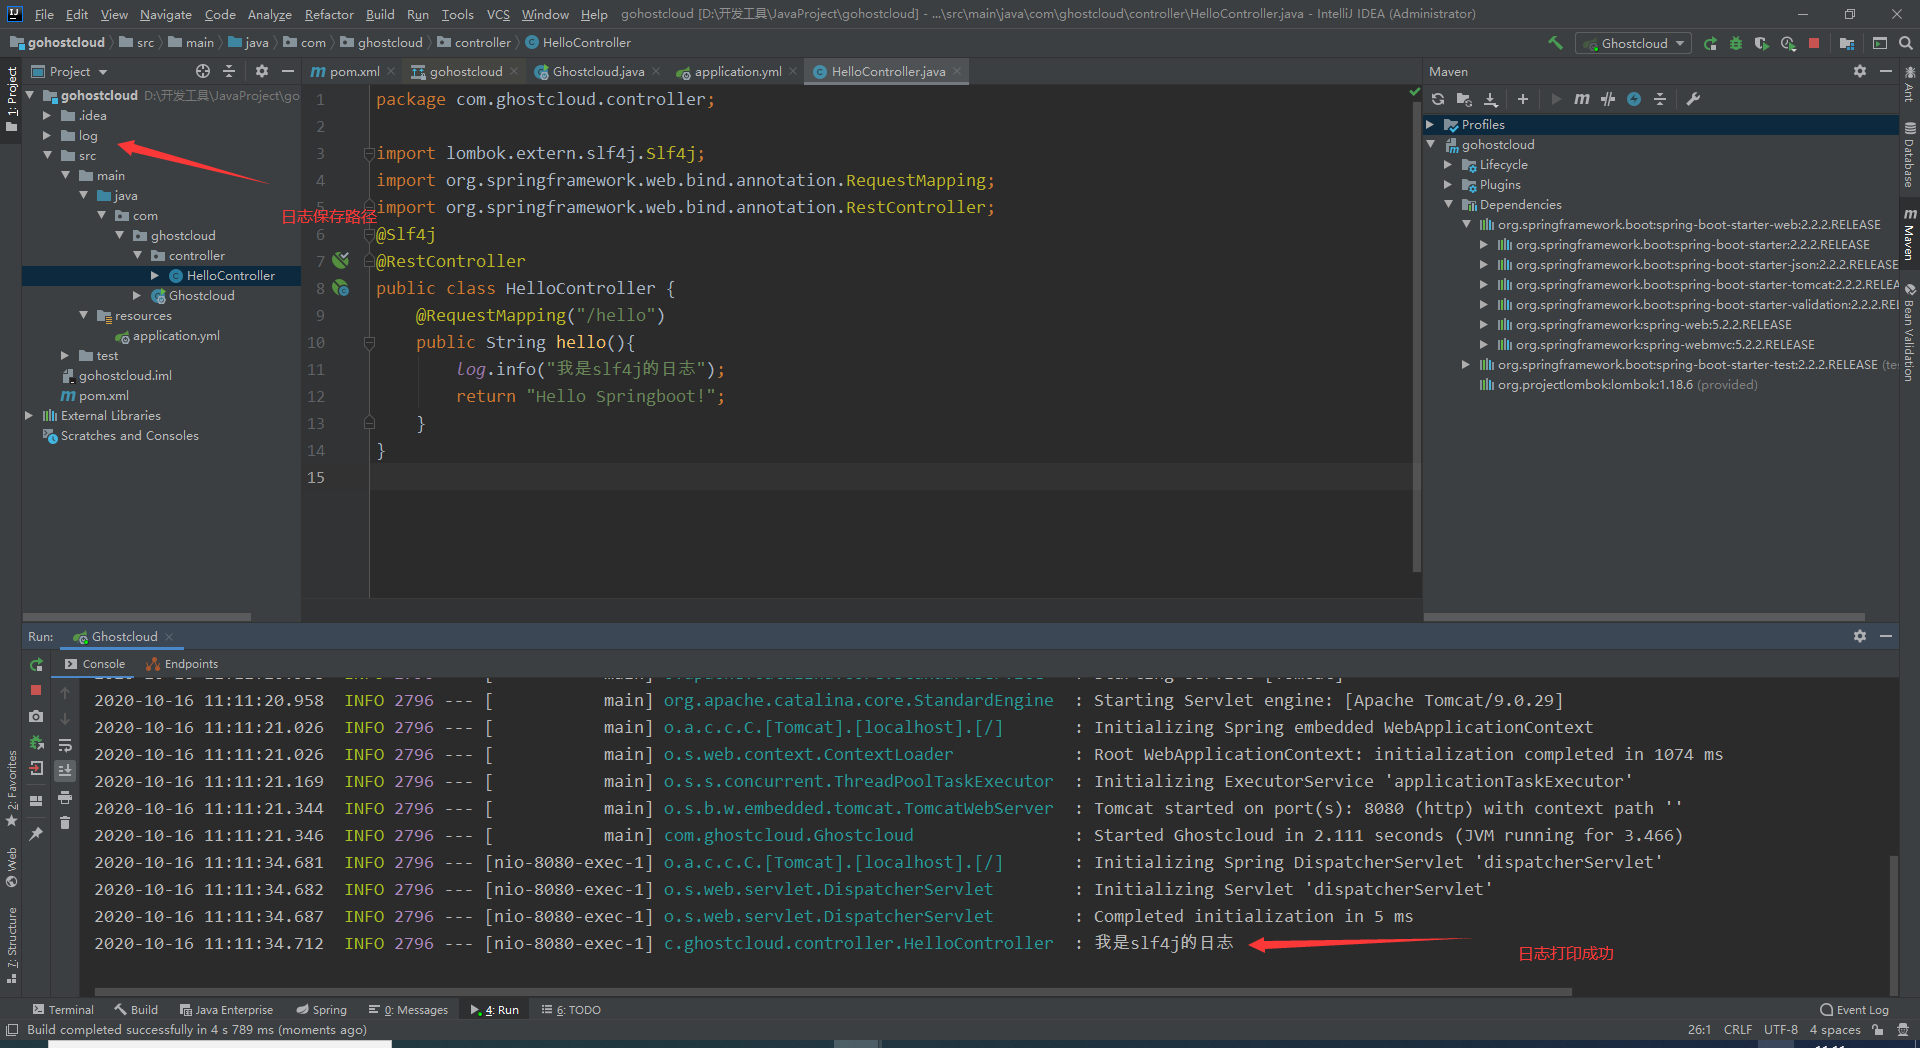 File Edit View Navigate Code Analyze Refactor Build Run Tools VCS Window Help gohostcloud [D:\开发工具\JavaProject\gohostcloud] - ...\src\main\java\com\ghostcloud\controller\HelloController.java - IntelliJ IDEA (Administrator)
gohostcloud src main java com ghostcloud controller HelloController
Ghostcloud
1: Project
Project
gohostcloud D:\开发工具\JavaProject\go
.idea
log
src
main
java
com
ghostcloud
controller
HelloController
Ghostcloud
resources
application.yml
test
gohostcloud.iml
pom.xml
External Libraries
Scratches and Consoles
日志保存路径
pom.xml gohostcloud Ghostcloud.java application.yml HelloController.java
1 package com.ghostcloud.controller;
2
3 import lombok.extern.slf4j.Slf4j;
4 import org.springframework.web.bind.annotation.RequestMapping;
import org.springframework.web.bind.annotation.RestController;
6 @Slf4j
7 @RestController
8 public class HelloController {
9 @RequestMapping("/hello")
10 public String hello(){
11 log.info("我是slf4j的日志");
12 return "Hello Springboot!";
13 }
14 }
15
Maven
Profiles
gohostcloud
Lifecycle
Plugins
Dependencies
org.springframework.boot:spring-boot-starter-web:2.2.2.RELEASE
org.springframework.boot:spring-boot-starter:2.2.2.RELEASE
org.springframework.boot:spring-boot-starter-json:2.2.2.RELEASE
org.springframework.boot:spring-boot-starter-tomcat:2.2.2.RELEA
org.springframework.boot:spring-boot-starter-validation:2.2.2.REL
org.springframework:spring-web:5.2.2.RELEASE
org.springframework:spring-webmvc:5.2.2.RELEASE
org.springframework.boot:spring-boot-starter-test:2.2.2.RELEASE (te
org.projectlombok:lombok:1.18.6 (provided)
Ant
Database
Maven
Bean Validation
Run: Ghostcloud
Console Endpoints
2020-10-16 11:11:20.958 INFO 2796 --- [ main] org.apache.catalina.core.StandardEngine : Starting Servlet engine: [Apache Tomcat/9.0.29]
2020-10-16 11:11:21.026 INFO 2796 --- [ main] o.a.c.c.C.[Tomcat].[localhost].[/] : Initializing Spring embedded WebApplicationContext
2020-10-16 11:11:21.026 INFO 2796 --- [ main] o.s.web.context.ContextLoader : Root WebApplicationContext: initialization completed in 1074 ms
2020-10-16 11:11:21.169 INFO 2796 --- [ main] o.s.s.concurrent.ThreadPoolTaskExecutor : Initializing ExecutorService 'applicationTaskExecutor'
2020-10-16 11:11:21.344 INFO 2796 --- [ main] o.s.b.w.embedded.tomcat.TomcatWebServer : Tomcat started on port(s): 8080 (http) with context path ''
2020-10-16 11:11:21.346 INFO 2796 --- [ main] com.ghostcloud.Ghostcloud : Started Ghostcloud in 2.111 seconds (JVM running for 3.466)
2020-10-16 11:11:34.681 INFO 2796 --- [nio-8080-exec-1] o.a.c.c.C.[Tomcat].[localhost].[/] : Initializing Spring DispatcherServlet 'dispatcherServlet'
2020-10-16 11:11:34.682 INFO 2796 --- [nio-8080-exec-1] o.s.web.servlet.DispatcherServlet : Initializing Servlet 'dispatcherServlet'
2020-10-16 11:11:34.687 INFO 2796 --- [nio-8080-exec-1] o.s.web.servlet.DispatcherServlet : Completed initialization in 5 ms
2020-10-16 11:11:34.712 INFO 2796 --- [nio-8080-exec-1] c.ghostcloud.controller.HelloController : 我是slf4j的日志
日志打印成功
2: Favorites
Web
7: Structure
Terminal Build Java Enterprise Spring 0: Messages 4: Run 6: TODO Event Log
Build completed successfully in 4 s 789 ms (moments ago) 26:1 CRLF UTF-8 4 spaces